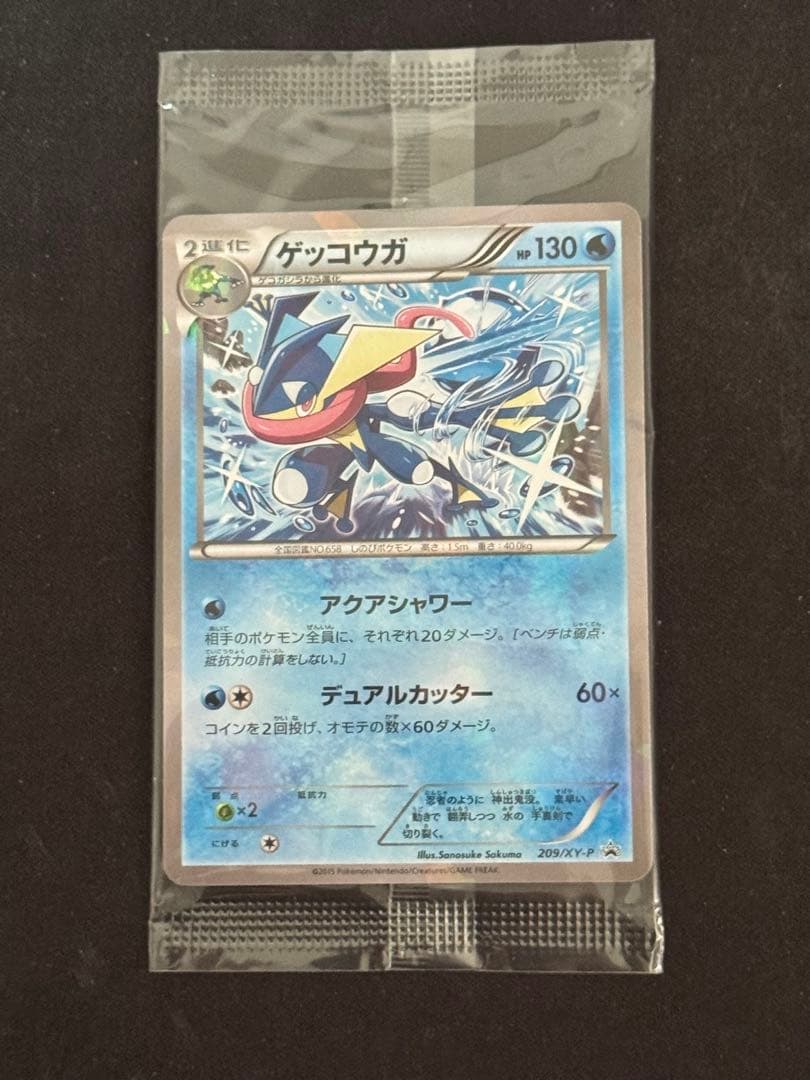 2進化
ゲッコウガ
HP130
ゲコガシラから進化
全国図鑑NO.658 しのびポケモン 高さ：1.5m 重さ：40.0kg
アクアシャワー
相手のポケモン全員に、それぞれ20ダメージ。[ベンチは弱点・
抵抗力の計算をしない。]
デュアルカッター 60×
コインを2回投げ、オモテの数×60ダメージ。
弱点 抵抗力
×2
にげる
忍者のように 神出鬼没。 素早い
動きで 翻弄しつつ 水の 手裏剣で
切り裂く。
Illus.Sanosuke Sakuma 209/XY-P
©2015 Pokémon/Nintendo/Creatures/GAME FREAK.